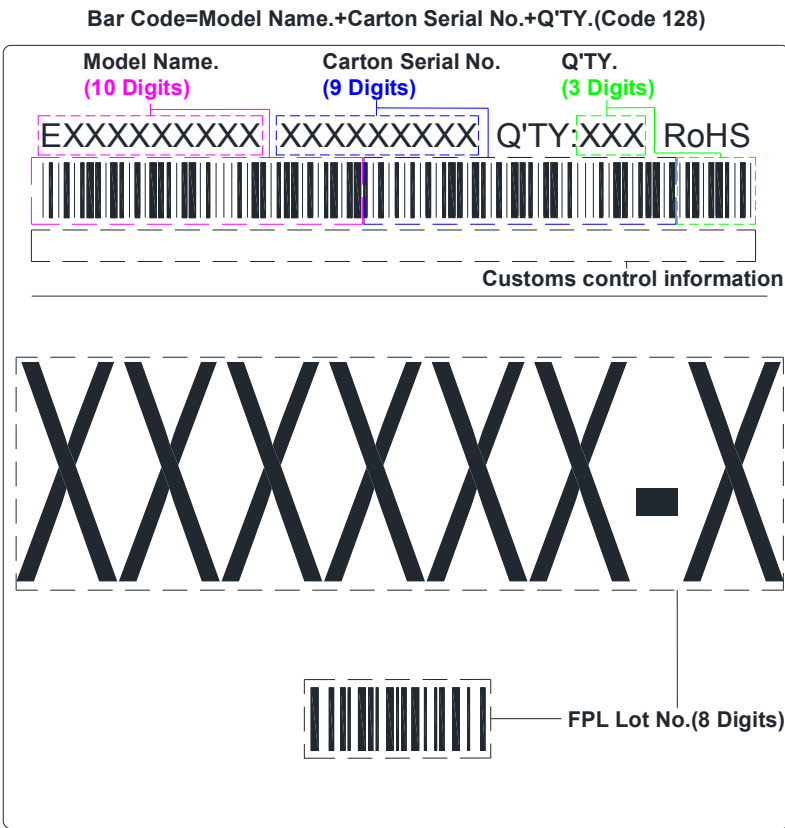 Bar Code=Model Name.+Carton Serial No.+Q'TY.(Code 128)
Model Name. Carton Serial No. Q'TY.
(10 Digits) (9 Digits) (3 Digits)
EXXXXXXXXX XXXXXXXXX Q'TY:XXX RoHS
Customs control information
XXXXXX-X
FPL Lot No.(8 Digits)